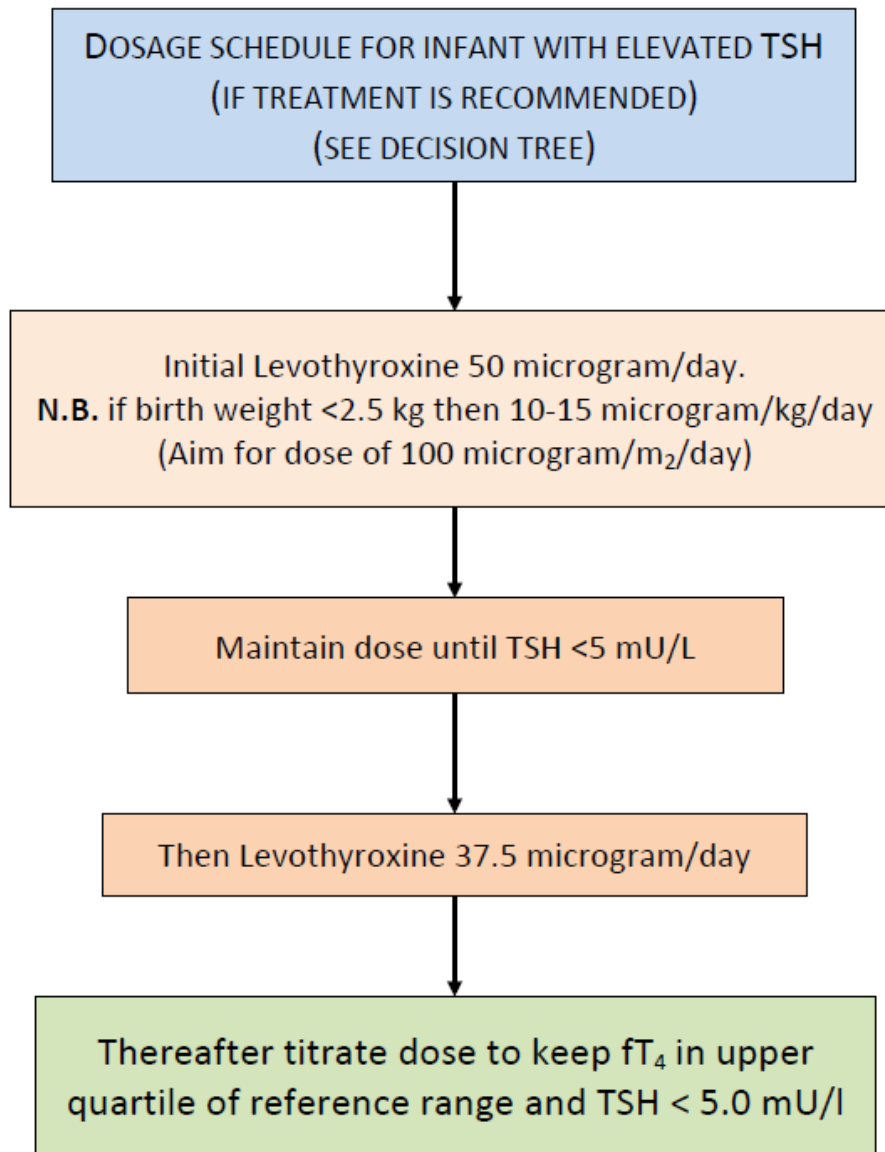 DOSAGE SCHEDULE FOR INFANT WITH ELEVATED TSH
(IF TREATMENT IS RECOMMENDED)
(SEE DECISION TREE)
Initial Levothyroxine 50 microgram/day.
N.B. if birth weight <2.5 kg then 10-15 microgram/kg/day
(Aim for dose of 100 microgram/m₂/day)
Maintain dose until TSH <5 mU/L
Then Levothyroxine 37.5 microgram/day
Thereafter titrate dose to keep fT₄ in upper
quartile of reference range and TSH < 5.0 mU/l